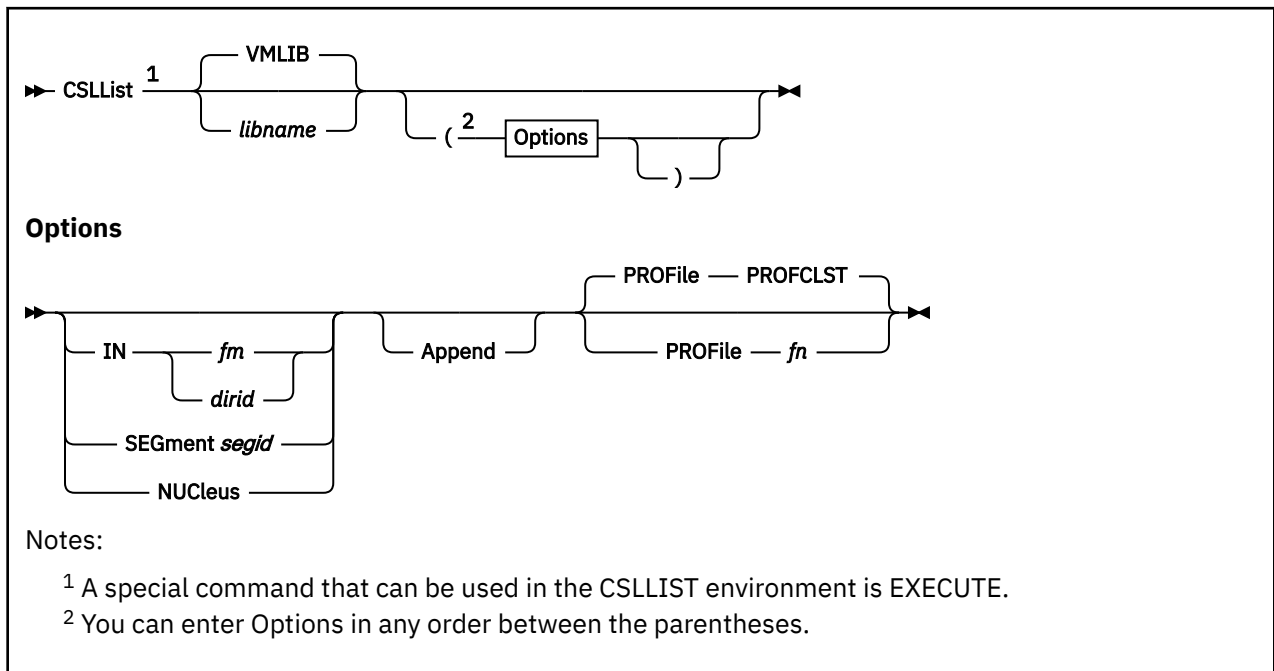 VMLIB
CSLList 1
libname
( 2 Options
)
Options
PROFile PROFCLST
IN fm Append PROFile fn
dirid
SEGment segid
NUCleus
Notes:
1 A special command that can be used in the CSLLIST environment is EXECUTE.
2 You can enter Options in any order between the parentheses.